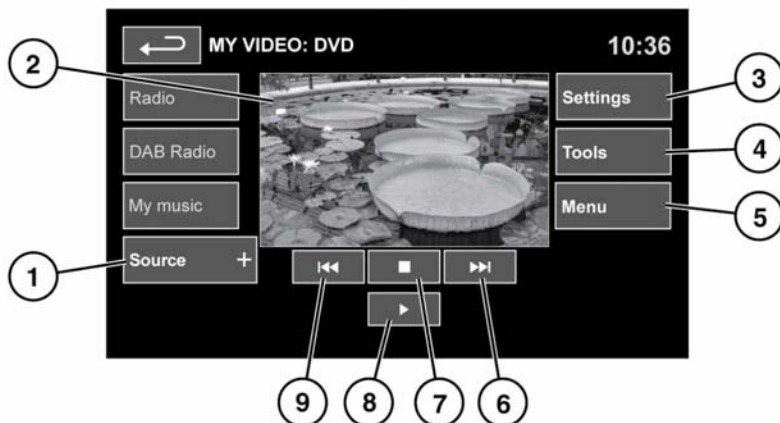 MY VIDEO: DVD
10:36
2
Radio
Settings
3
DAB Radio
Tools
4
My music
Menu
5
1
Source +
9
8
7
6